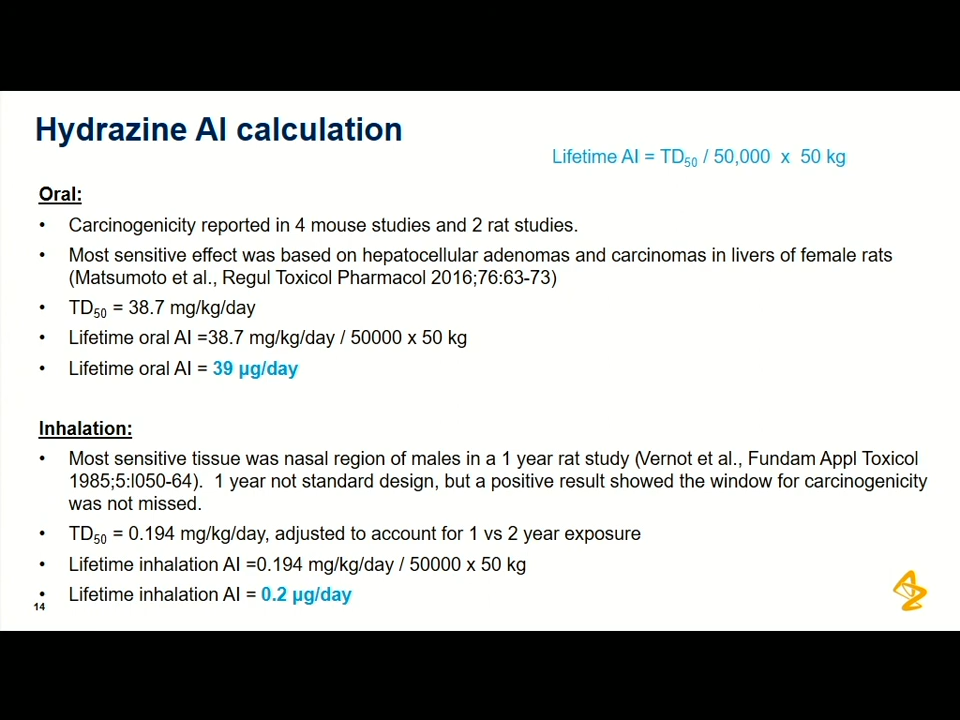 Hydrazine AI calculation
Lifetime AI = TD50 / 50,000 x 50 kg
Oral:
• Carcinogenicity reported in 4 mouse studies and 2 rat studies.
• Most sensitive effect was based on hepatocellular adenomas and carcinomas in livers of female rats
(Matsumoto et al., Regul Toxicol Pharmacol 2016;76:63-73)
• TD50 = 38.7 mg/kg/day
• Lifetime oral AI =38.7 mg/kg/day / 50000 x 50 kg
• Lifetime oral AI = 39 µg/day
Inhalation:
• Most sensitive tissue was nasal region of males in a 1 year rat study (Vernot et al., Fundam Appl Toxicol
1985;5:l050-64). 1 year not standard design, but a positive result showed the window for carcinogenicity
was not missed.
• TD50 = 0.194 mg/kg/day, adjusted to account for 1 vs 2 year exposure
• Lifetime inhalation AI =0.194 mg/kg/day / 50000 x 50 kg
• Lifetime inhalation AI = 0.2 µg/day
14